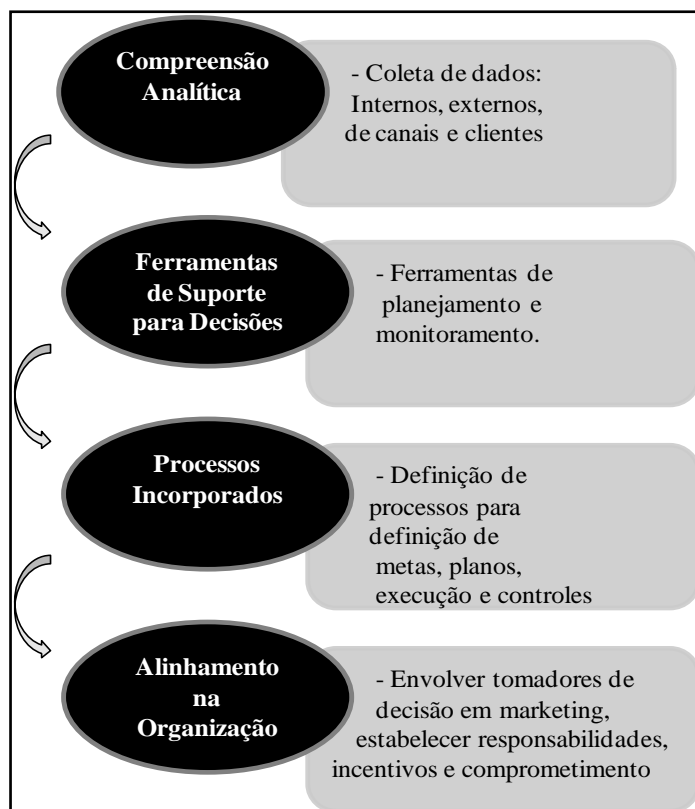 Compreensão
Analítica
- Coleta de dados:
Internos, externos,
de canais e clientes
Ferramentas
de Suporte
para Decisões
- Ferramentas de
planejamento e
monitoramento.
Processos
Incorporados
- Definição de
processos para
definição de
metas, planos,
execução e controles
Alinhamento
na
Organização
- Envolver tomadores de
decisão em marketing,
estabelecer responsabilidades,
incentivos e comprometimento